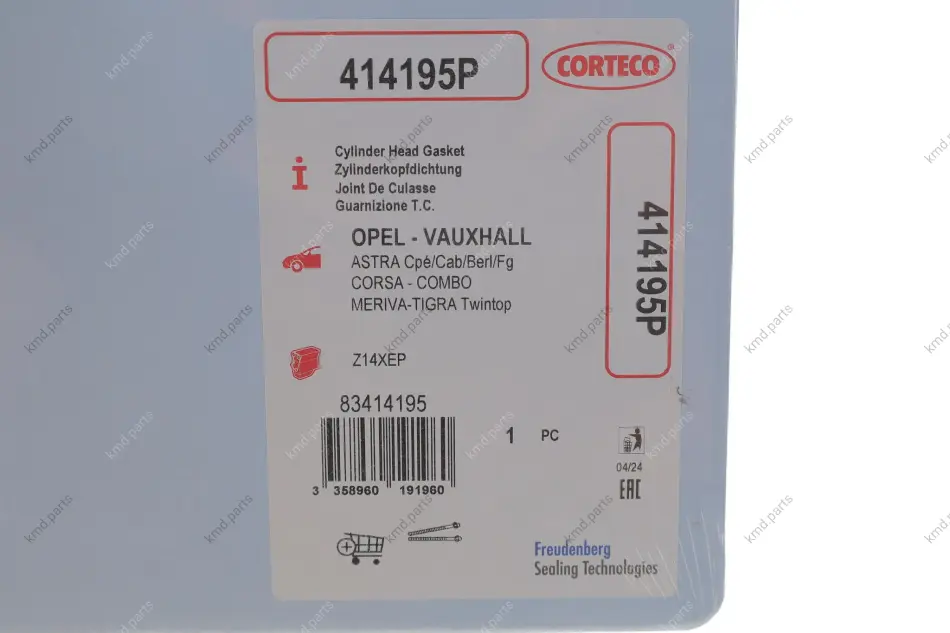 414195P
CORTECO®
Cylinder Head Gasket
Zylinderkopfdichtung
Joint De Culasse
Guarnizione T.C.
414195P
OPEL - VAUXHALL
ASTRA Cpé/Cab/Berl/Fg
CORSA - COMBO
MERIVA-TIGRA Twintop
Z14XEP
83414195
1 PC
3 358960 191960
04/24
EAC
Freudenberg
Sealing Technologies
kmd.parts